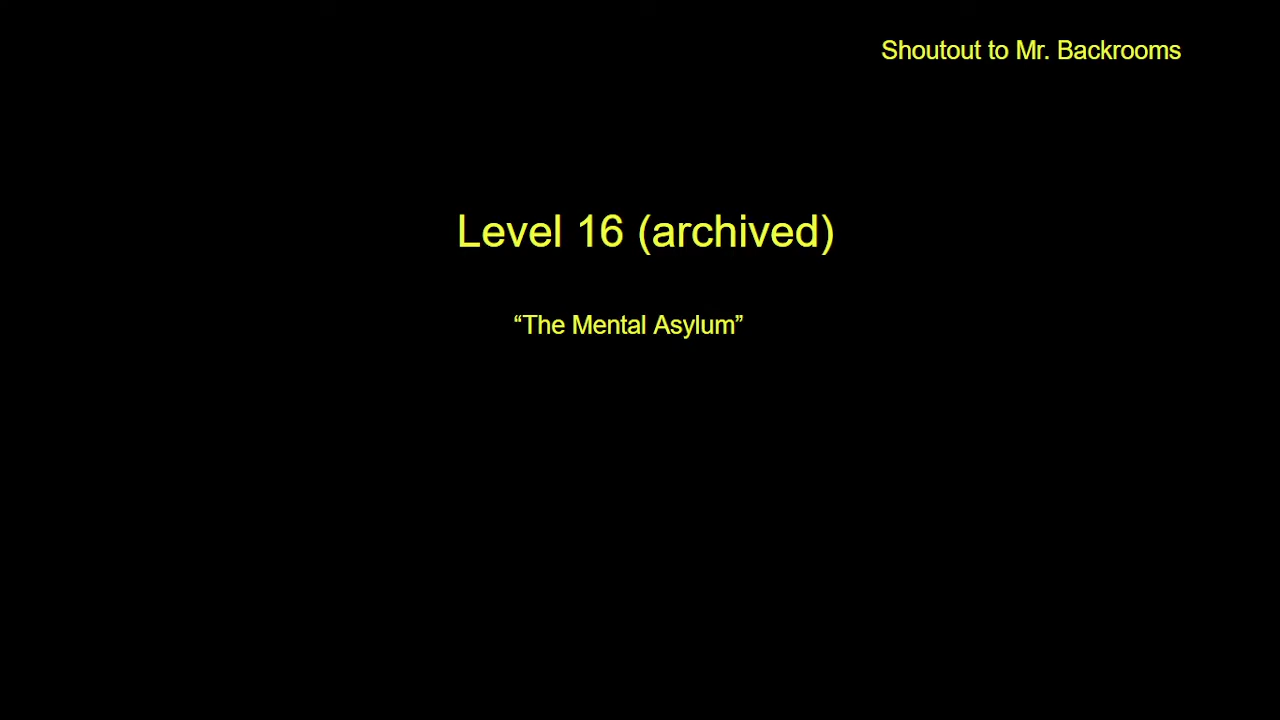 Shoutout to Mr. Backrooms
Level 16 (archived)
“The Mental Asylum”